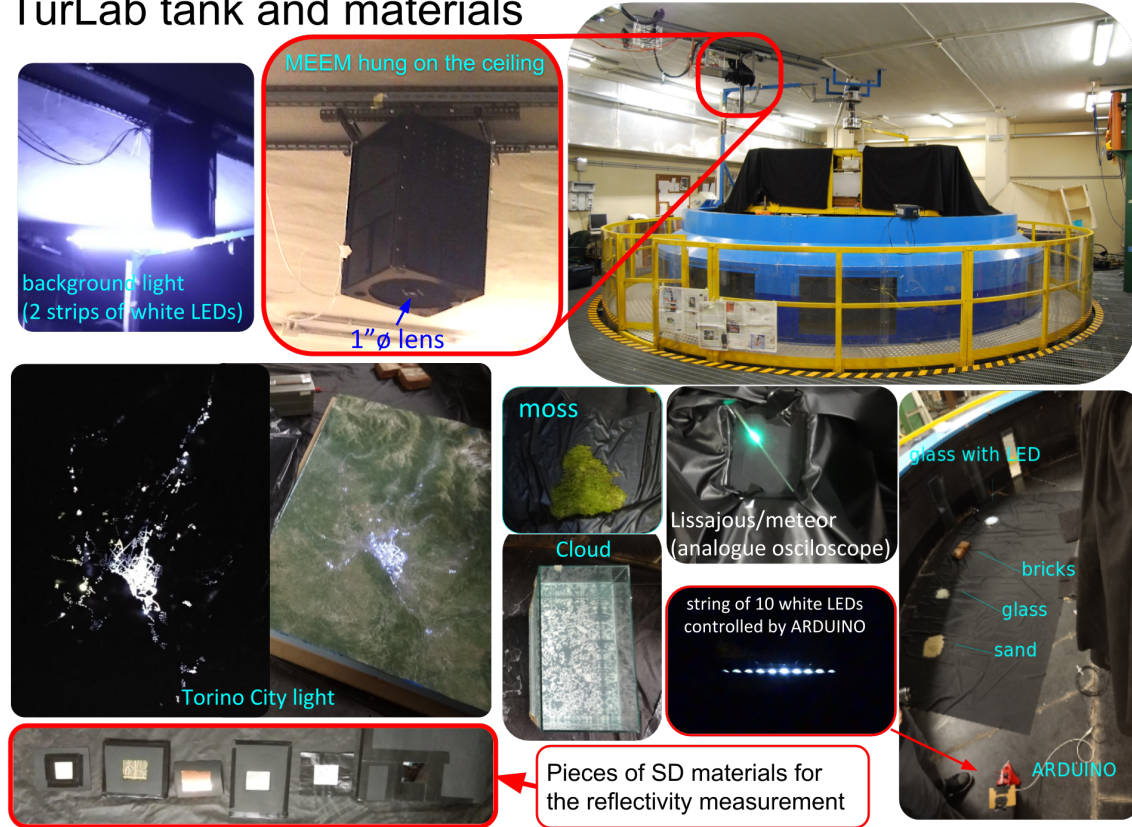 TurLab tank and materials
MEEM hung on the ceiling
background light
(2 strips of white LEDs)
1”ø lens
moss
Lissajous/meteor
(analogue osciloscope)
glass with LED
Cloud
bricks
glass
sand
string of 10 white LEDs
controlled by ARDUINO
Torino City light
ARDUINO
Pieces of SD materials for
the reflectivity measurement